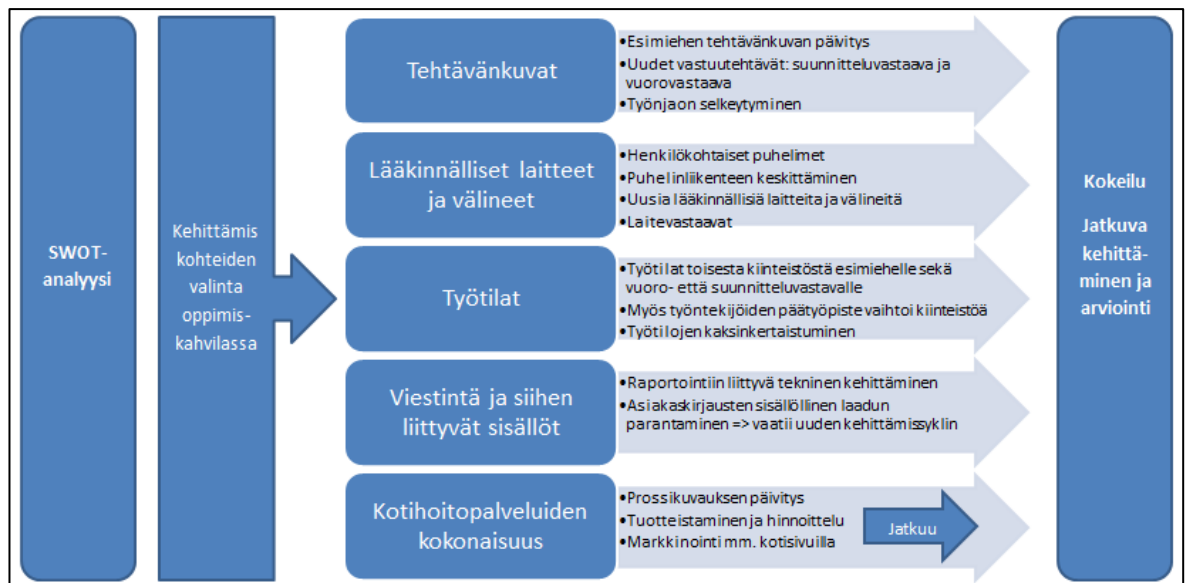 SWOT-
analyysi
Kehittämis
kohteiden
valinta
oppimis-
kahvilassa
Tehtävänkuvat
•Esimiehen tehtävänkuvan päivitys
•Uudet vastuutehtävät: suunnitteluvastaava ja
vuorovastaava
•Työnjaon selkeytyminen
Lääkinnälliset laitteet
ja välineet
•Henkilökohtaiset puhelimet
•Puhelinliikenteen keskittäminen
•Uusia lääkinnällisiä laitteita ja välineitä
•Laitevastaavat
Työtilat
•Työtilat toisesta kiinteistöstä esimiehelle sekä
vuoro- että suunnitteluvastavalle
•Myös työntekijöiden päätyöpiste vaihtoi kiinteistöä
•Työtilojen kaksinkertaistuminen
Viestintä ja siihen
liittyvät sisällöt
•Raportointiin liittyvä tekninen kehittäminen
•Asiakaskirjausten sisällöllinen laadun
parantaminen => vaatii uuden kehittämissyklin
Kotihoitopalveluiden
kokonaisuus
•Prossikuvauksen päivitys
•Tuotteistaminen ja hinnoittelu
•Markkinointi mm. kotisivuilla
Jatkuu
Kokeilu
Jatkuva
kehittä-
minen ja
arviointi